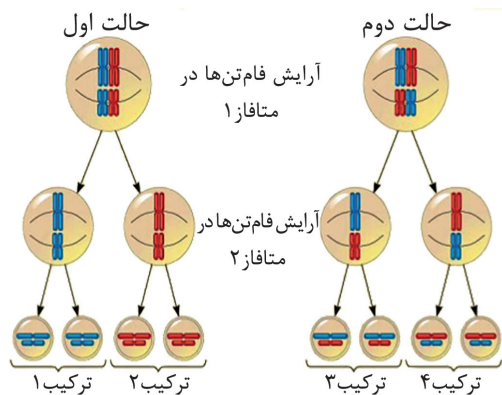 حالت دوم
حالت اول
آرایش فام‌تن‌ها در
متافاز۱
آرایش فام‌تن‌ها در
متافاز۲
ترکیب۴
ترکیب۳
ترکیب۲
ترکیب۱